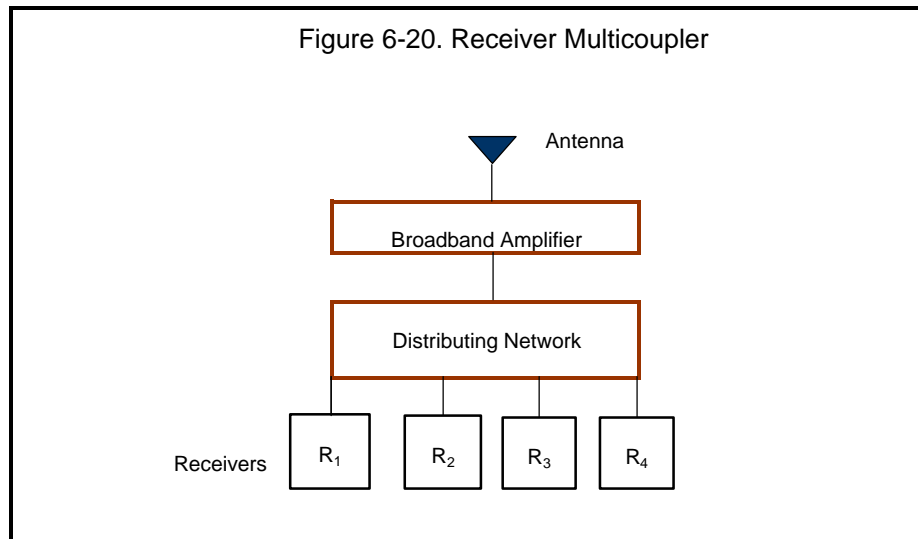 Figure 6-20. Receiver Multicoupler
Antenna
Broadband Amplifier
Distributing Network
Receivers R₁ R₂ R₃ R₄